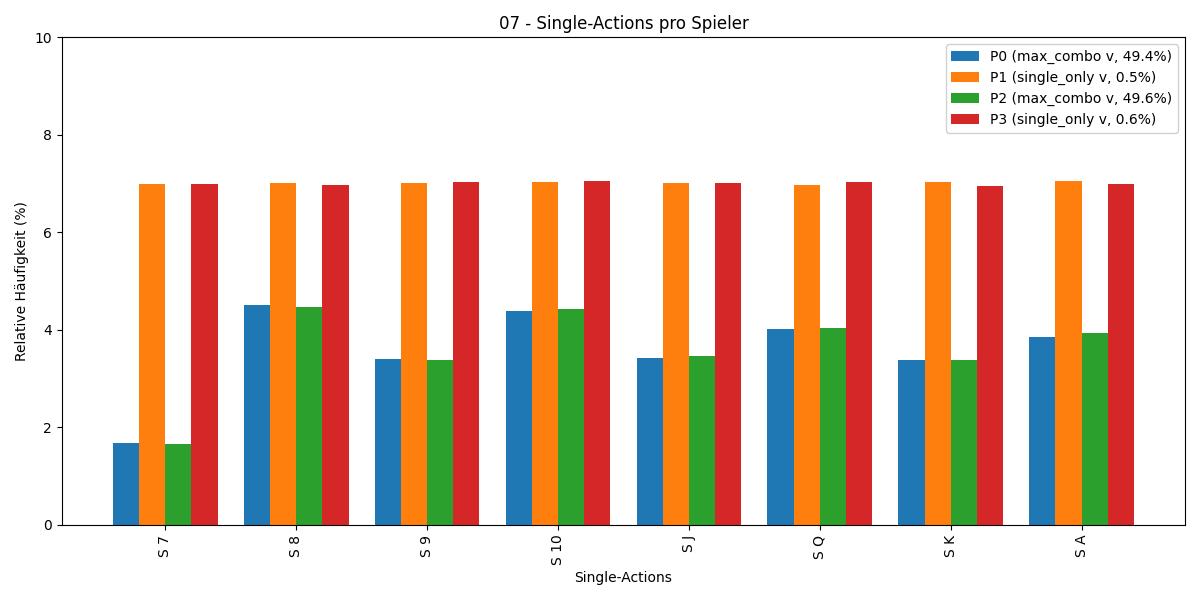 07 - Single-Actions pro Spieler
10
8
6
4
2
0
Relative Häufigkeit (%)
P0 (max_combo v, 49.4%)
P1 (single_only v, 0.5%)
P2 (max_combo v, 49.6%)
P3 (single_only v, 0.6%)
S 7
S 8
S 9
S 10
S J
S Q
S K
S A
Single-Actions